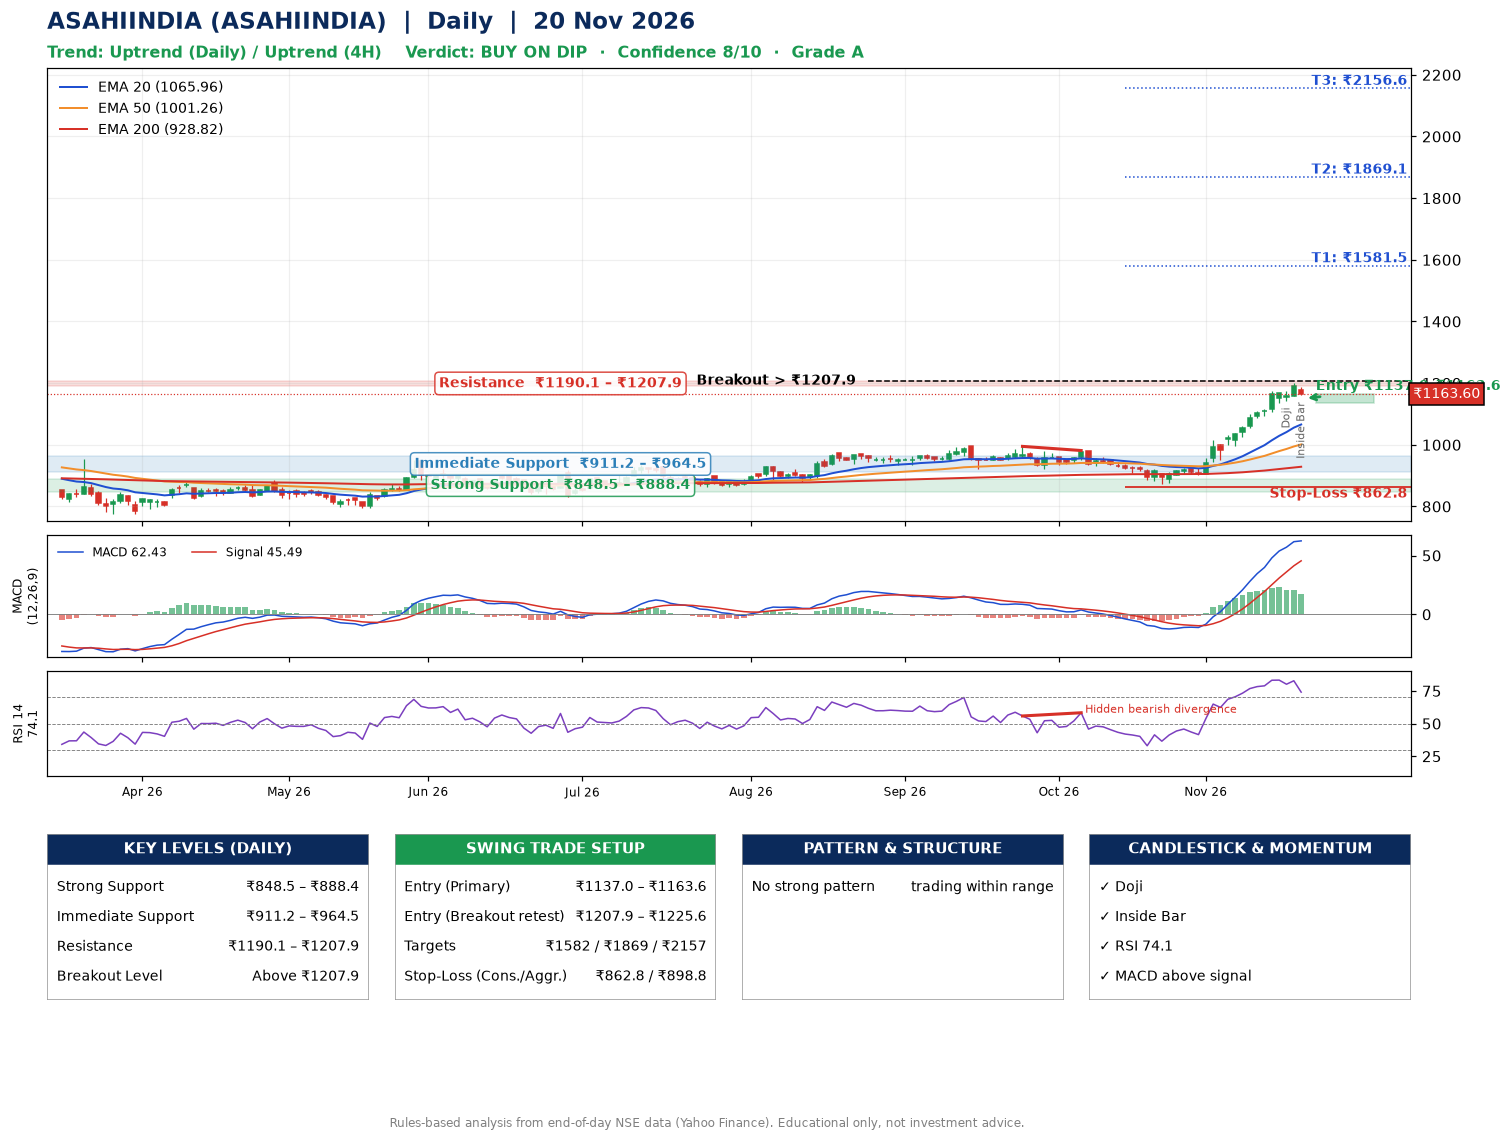 ASAHIINDIA (ASAHIINDIA) | Daily | 20 Nov 2026
Trend: Uptrend (Daily) / Uptrend (4H) Verdict: BUY ON DIP · Confidence 8/10 · Grade A
EMA 20 (1065.96)
EMA 50 (1001.26)
EMA 200 (928.82)
T3: ₹2156.6
T2: ₹1869.1
T1: ₹1581.5
Resistance ₹1190.1 – ₹1207.9
Breakout > ₹1207.9
Entry ₹1137
.6
₹1163.60
Doji
Inside Bar
Immediate Support ₹911.2 – ₹964.5
Strong Support ₹848.5 – ₹888.4
Stop-Loss ₹862.8
2200
2000
1800
1600
1400
1200
1000
800
MACD 62.43 Signal 45.49
MACD
(12,26,9)
50
0
RSI 14
74.1
Hidden bearish divergence
75
50
25
Apr 26 May 26 Jun 26 Jul 26 Aug 26 Sep 26 Oct 26 Nov 26
KEY LEVELS (DAILY)
Strong Support ₹848.5 – ₹888.4
Immediate Support ₹911.2 – ₹964.5
Resistance ₹1190.1 – ₹1207.9
Breakout Level Above ₹1207.9
SWING TRADE SETUP
Entry (Primary) ₹1137.0 – ₹1163.6
Entry (Breakout retest) ₹1207.9 – ₹1225.6
Targets ₹1582 / ₹1869 / ₹2157
Stop-Loss (Cons./Aggr.) ₹862.8 / ₹898.8
PATTERN & STRUCTURE
No strong pattern trading within range
CANDLESTICK & MOMENTUM
✓ Doji
✓ Inside Bar
✓ RSI 74.1
✓ MACD above signal
Rules-based analysis from end-of-day NSE data (Yahoo Finance). Educational only, not investment advice.